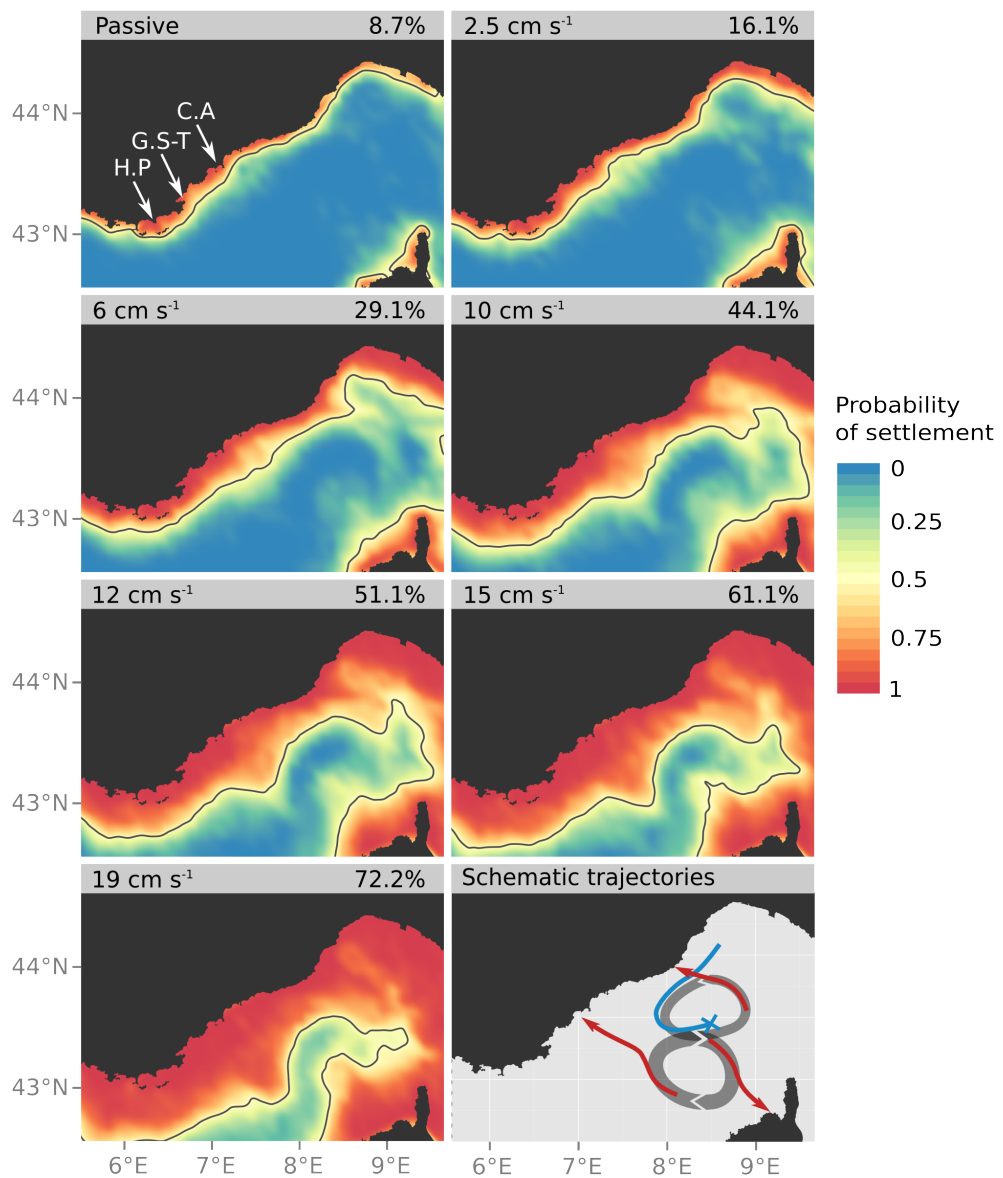 Passive 8.7%
2.5 cm s⁻¹ 16.1%
44°N
C.A
G.S-T
H.P
43°N
6 cm s⁻¹ 29.1%
10 cm s⁻¹ 44.1%
44°N
43°N
Probability
of settlement
0
0.25
0.5
0.75
1
12 cm s⁻¹ 51.1%
15 cm s⁻¹ 61.1%
44°N
43°N
19 cm s⁻¹ 72.2%
Schematic trajectories
44°N
43°N
6°E 7°E 8°E 9°E
6°E 7°E 8°E 9°E